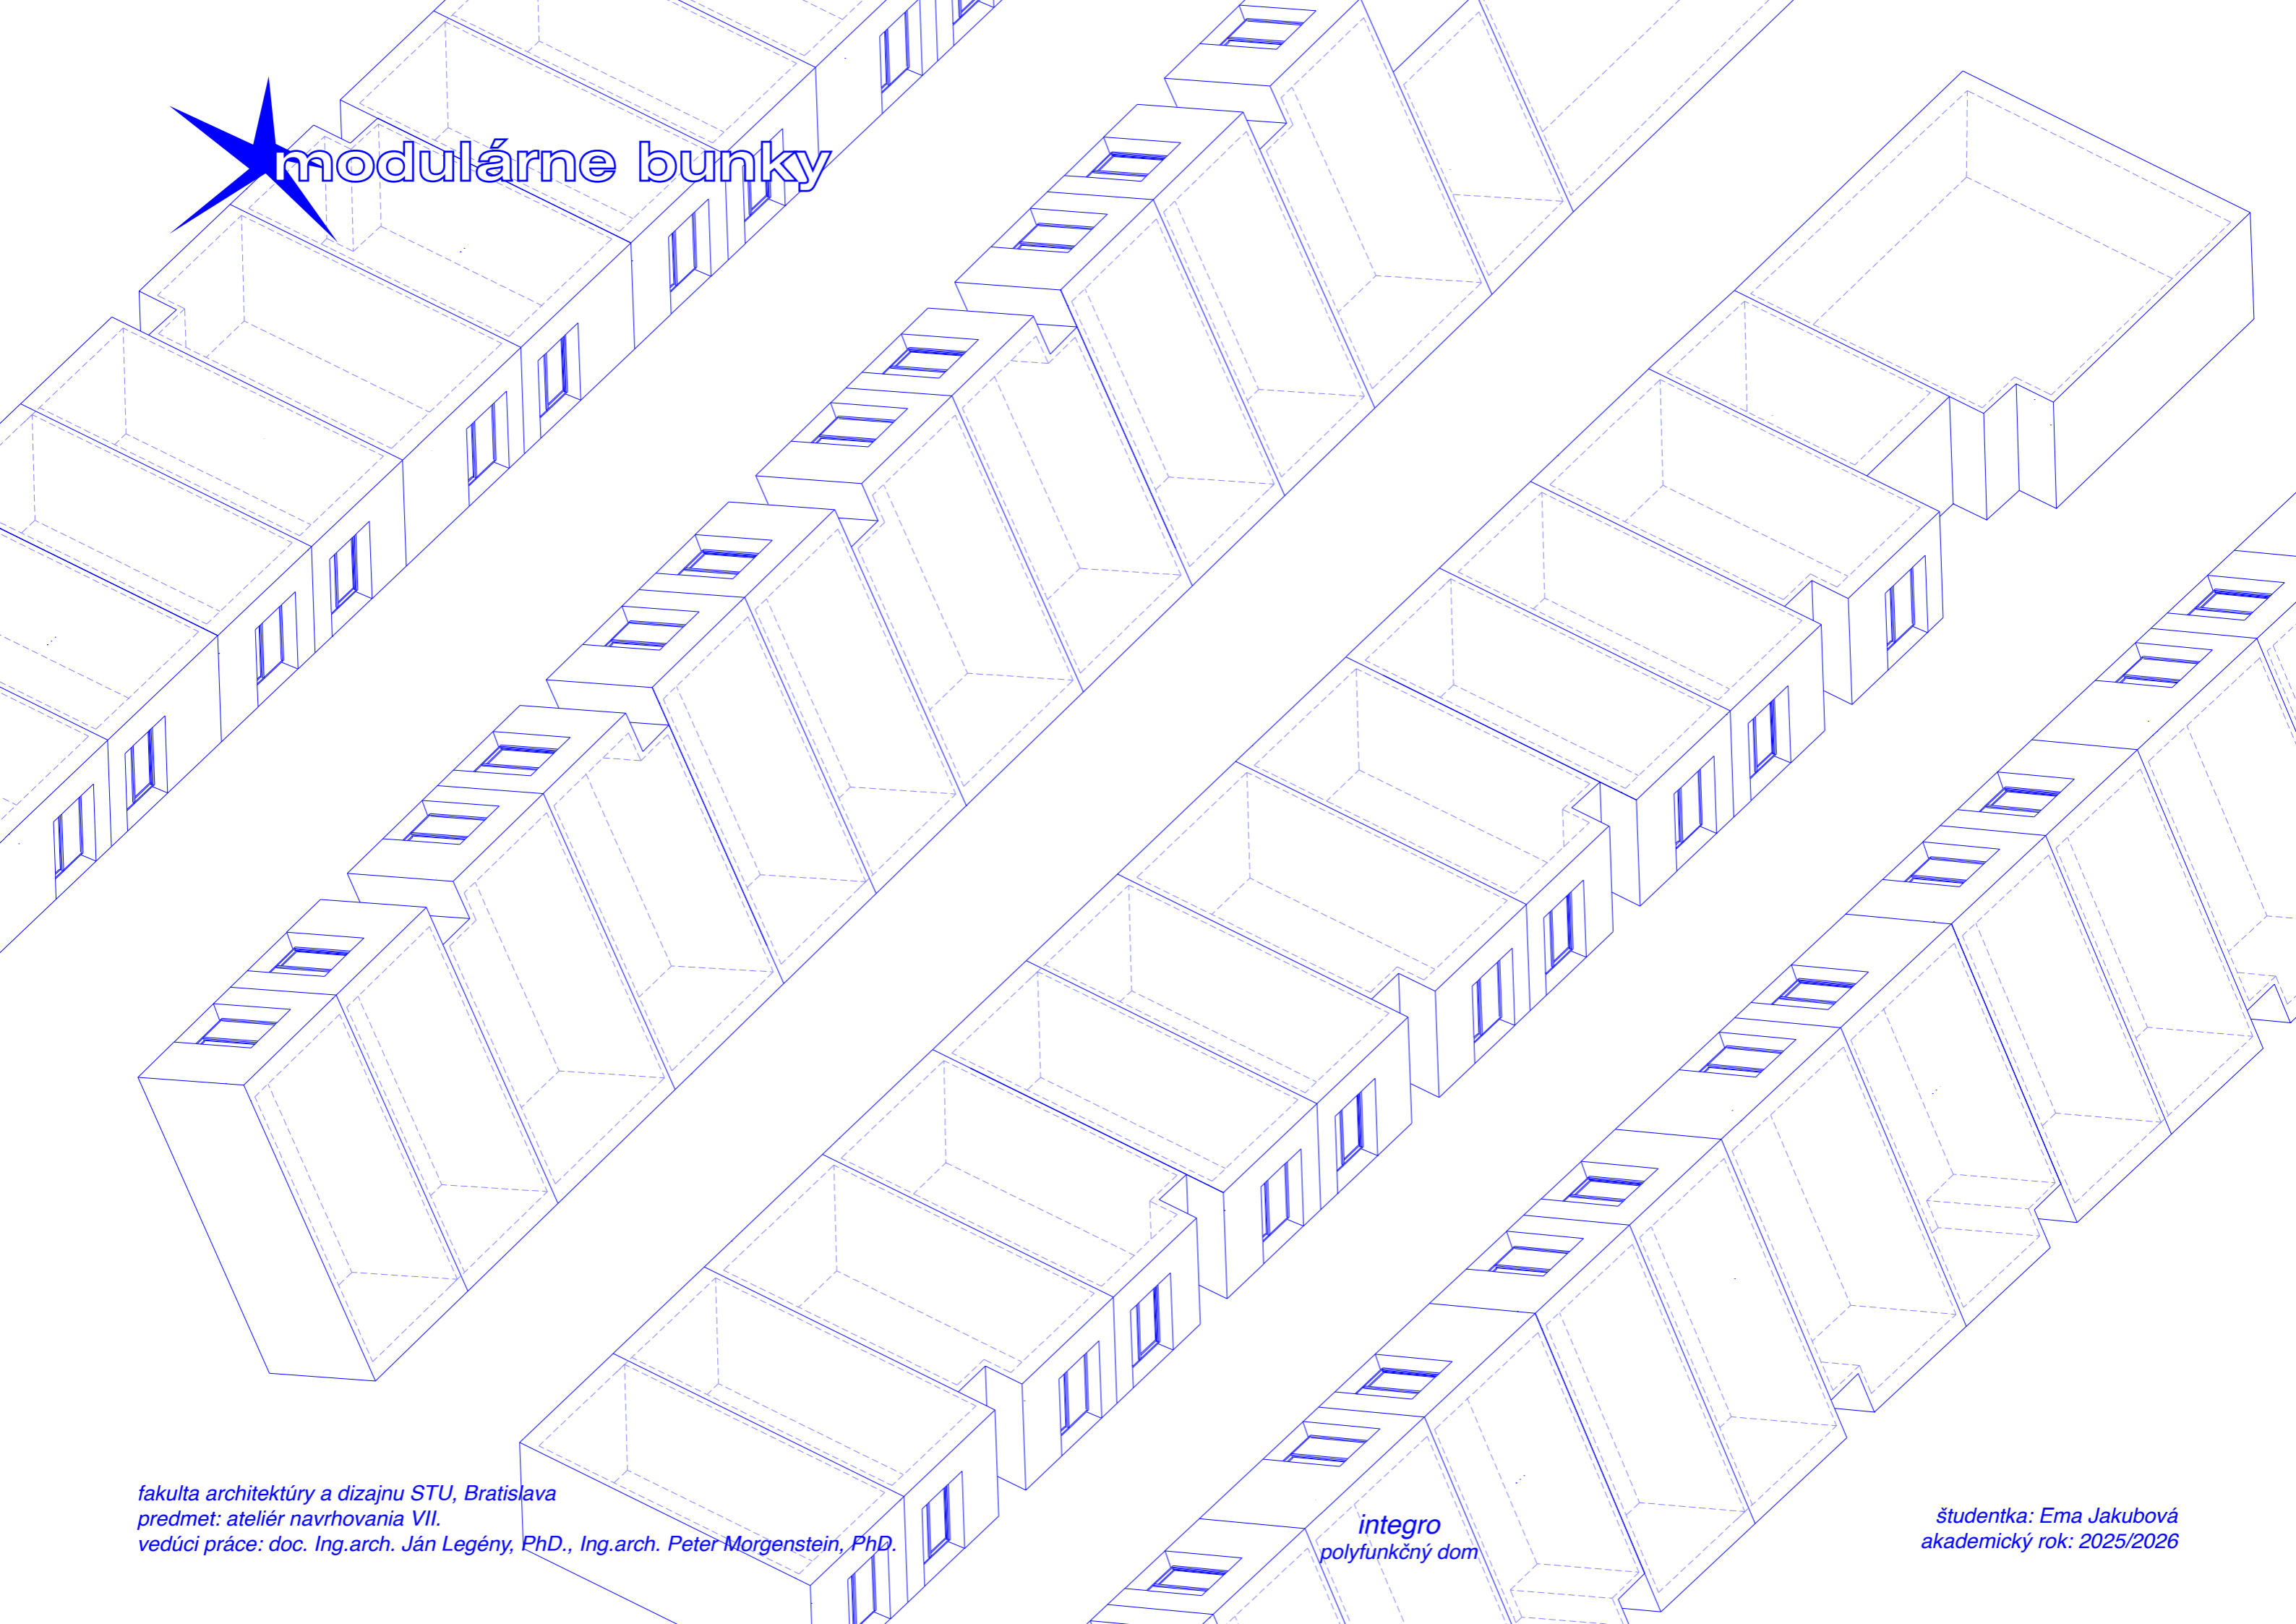 modulárne bunky
fakulta architektúry a dizajnu STU, Bratislava
predmet: ateliér navrhovania VII.
vedúci práce: doc. Ing.arch. Ján Legény, PhD., Ing.arch. Peter Morgenstein, PhD.
integro
polyfunkčný dom
študentka: Ema Jakubová
akademický rok: 2025/2026